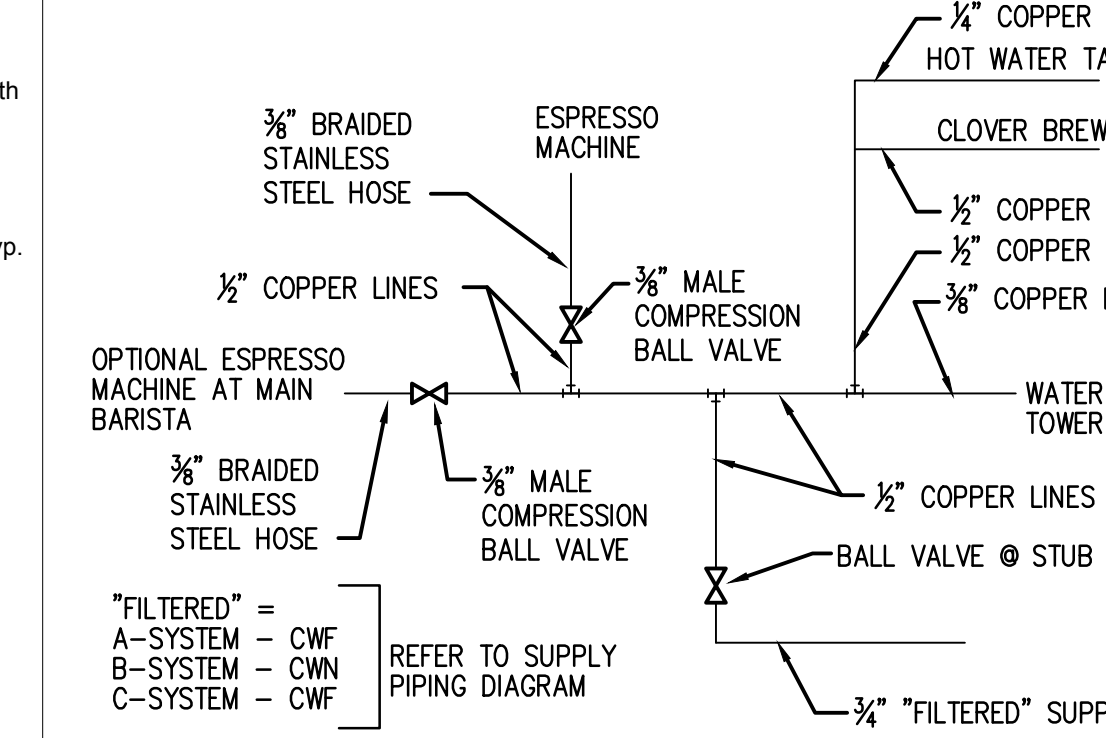 th
yp.
¼" COPPER
HOT WATER
CLOVER
⅜" BRAIDED
STAINLESS
STEEL HOSE
ESPRESSO
MACHINE
½" COPPER
½" COPPER
⅜" COPPER
½" COPPER LINES
⅜" MALE
COMPRESSION
BALL VALVE
OPTIONAL ESPRESSO
MACHINE AT MAIN
BARISTA
WATER
TOWER
⅜" BRAIDED
STAINLESS
STEEL HOSE
⅜" MALE
COMPRESSION
BALL VALVE
½" COPPER LINES
BALL VALVE @ STUB
"FILTERED" =
A-SYSTEM - CWF
B-SYSTEM - CWN
C-SYSTEM - CWF
REFER TO SUPPLY
PIPING DIAGRAM
¾" "FILTERED"